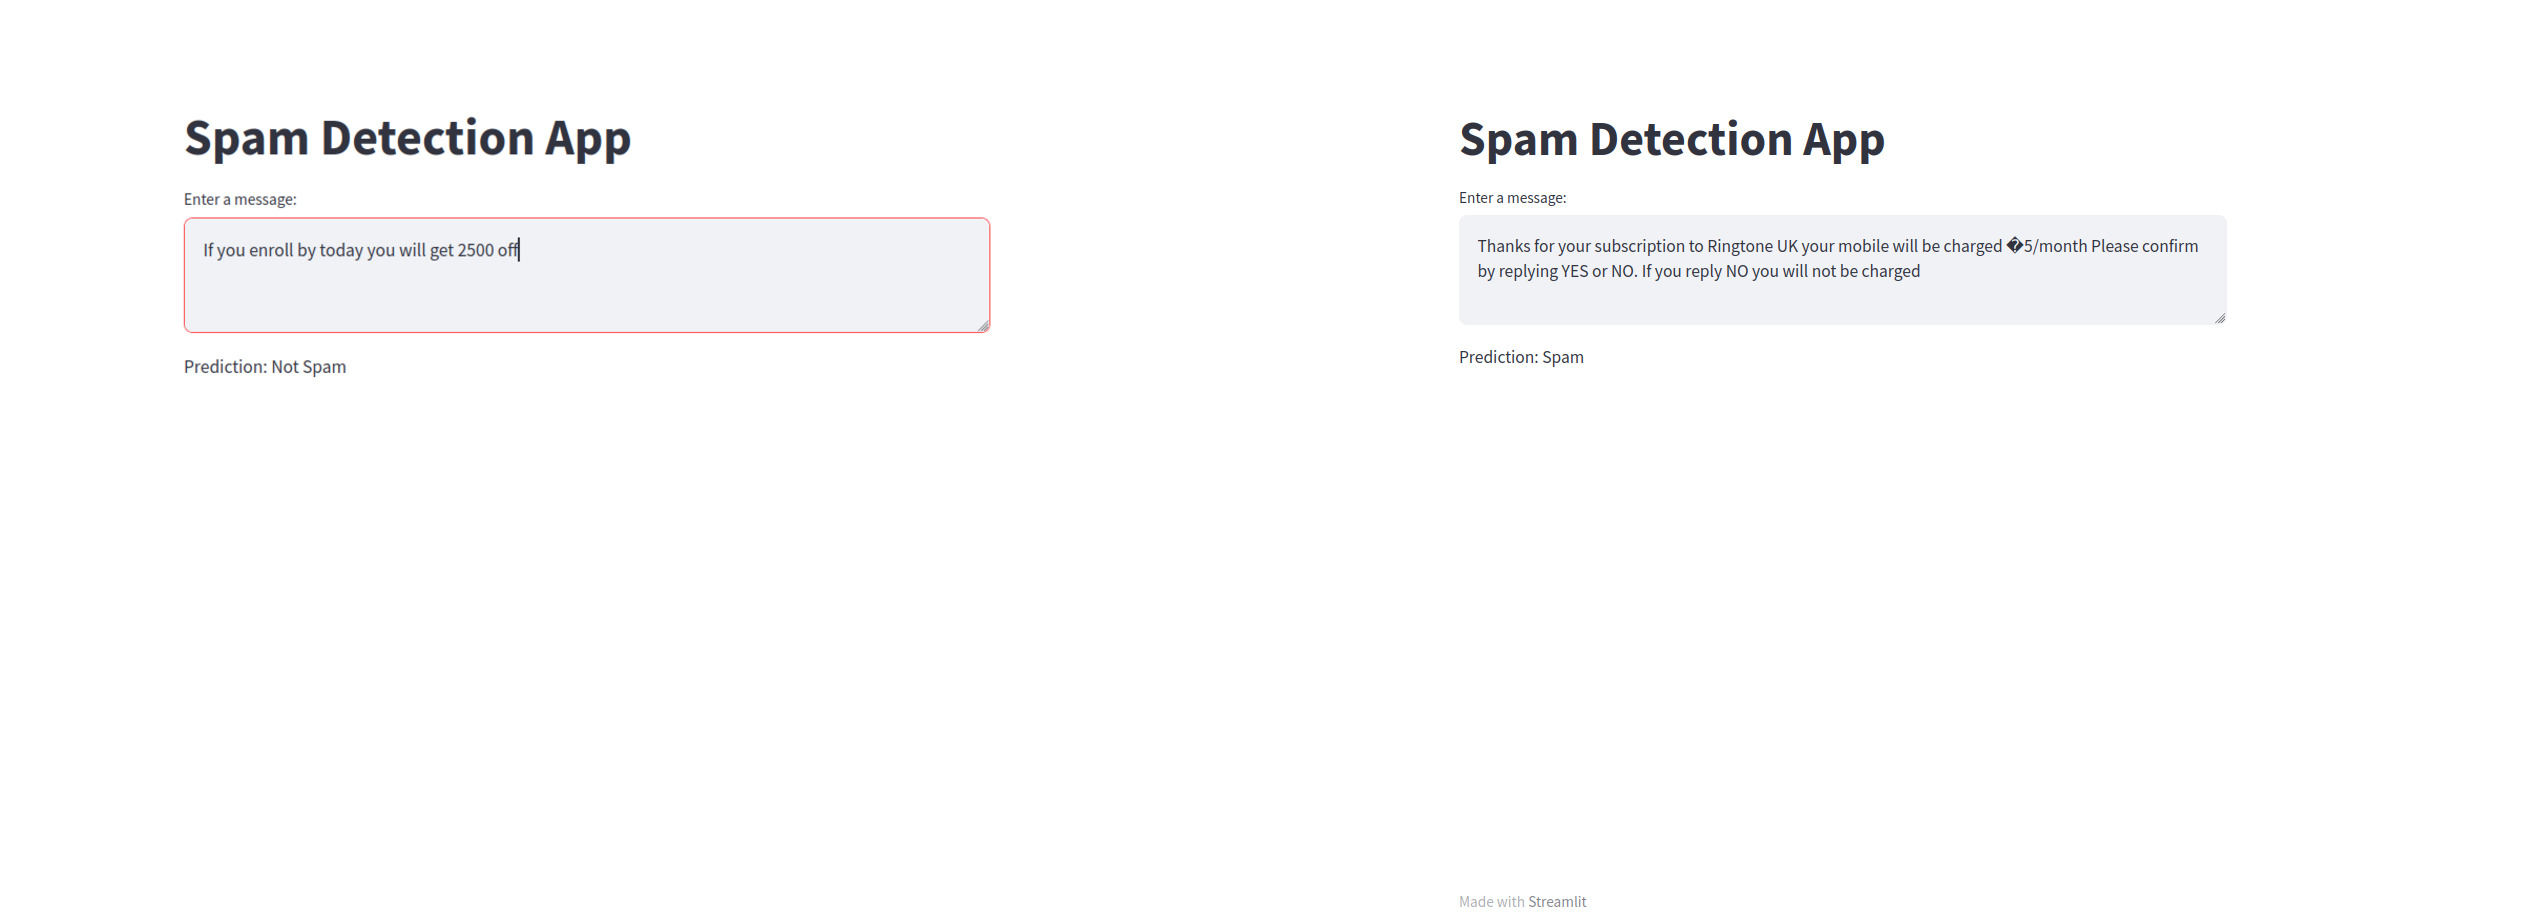 Spam Detection App
Enter a message:
If you enroll by today you will get 2500 off
Prediction: Not Spam
Spam Detection App
Enter a message:
Thanks for your subscription to Ringtone UK your mobile will be charged �5/month Please confirm
by replying YES or NO. If you reply NO you will not be charged
Prediction: Spam
Made with Streamlit